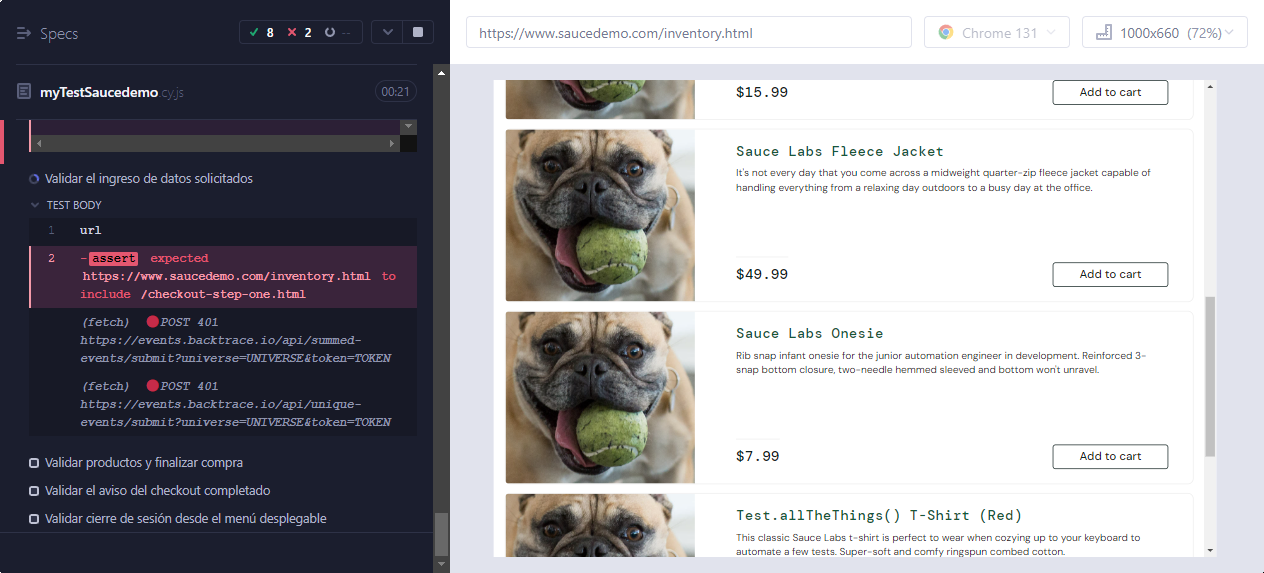 Specs
8
2
--
myTestSaucedemo.cy.js
00:21
Validar el ingreso de datos solicitados
TEST BODY
1 url
2 -assert expected
https://www.saucedemo.com/inventory.html to
include /checkout-step-one.html
(fetch) POST 401
https://events.backtrace.io/api/summed-
events/submit?universe=UNIVERSE&token=TOKEN
(fetch) POST 401
https://events.backtrace.io/api/unique-
events/submit?universe=UNIVERSE&token=TOKEN
Validar productos y finalizar compra
Validar el aviso del checkout completado
Validar cierre de sesión desde el menú desplegable
https://www.saucedemo.com/inventory.html
Chrome 131
1000x660 (72%)
$15.99
Add to cart
Sauce Labs Fleece Jacket
It's not every day that you come across a midweight quarter-zip fleece jacket capable of
handling everything from a relaxing day outdoors to a busy day at the office.
$49.99
Add to cart
Sauce Labs Onesie
Rib snap infant onesie for the junior automation engineer in development. Reinforced 3-
snap bottom closure, two-needle hemmed sleeved and bottom won't unravel.
$7.99
Add to cart
Test.allTheThings() T-Shirt (Red)
This classic Sauce Labs t-shirt is perfect to wear when cozying up to your keyboard to
automate a few tests. Super-soft and comfy ringspun combed cotton.